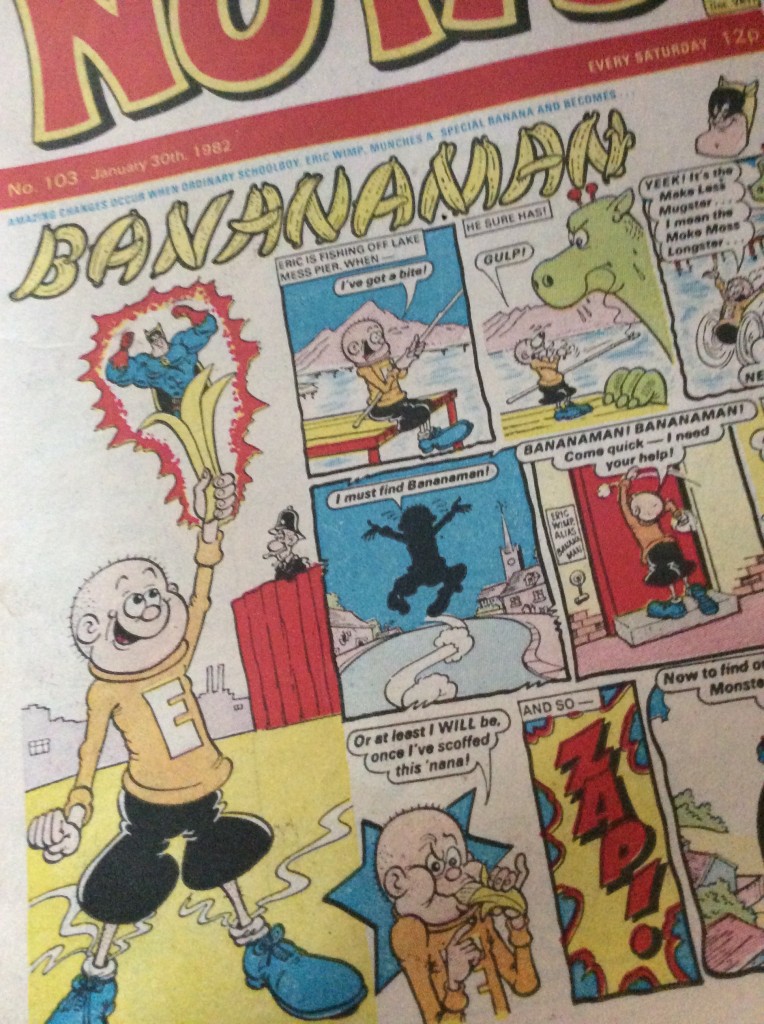 EVERY SATURDAY 12p
No. 103 January 30th, 1982
AMAZING CHANGES OCCUR WHEN ORDINARY SCHOOLBOY, ERIC WIMP, MUNCHES A SPECIAL BANANA AND BECOMES...
BANANAMAN
ERIC IS FISHING OFF LAKE
MESS PIER, WHEN —
I've got a bite!
HE SURE HAS!
GULP!
YEEK! It's the
Make Less
Mugster...
I mean the
Moke Moss
Longster...
NE
I must find Bananaman!
BANANAMAN! BANANAMAN!
Come quick — I need
your help!
ERIC
WIMP,
ALIAS
BANANA
MAN!
E
Or at least I WILL be,
once I've scoffed
this 'nana!
AND SO —
ZAP!
Now to find
Monste